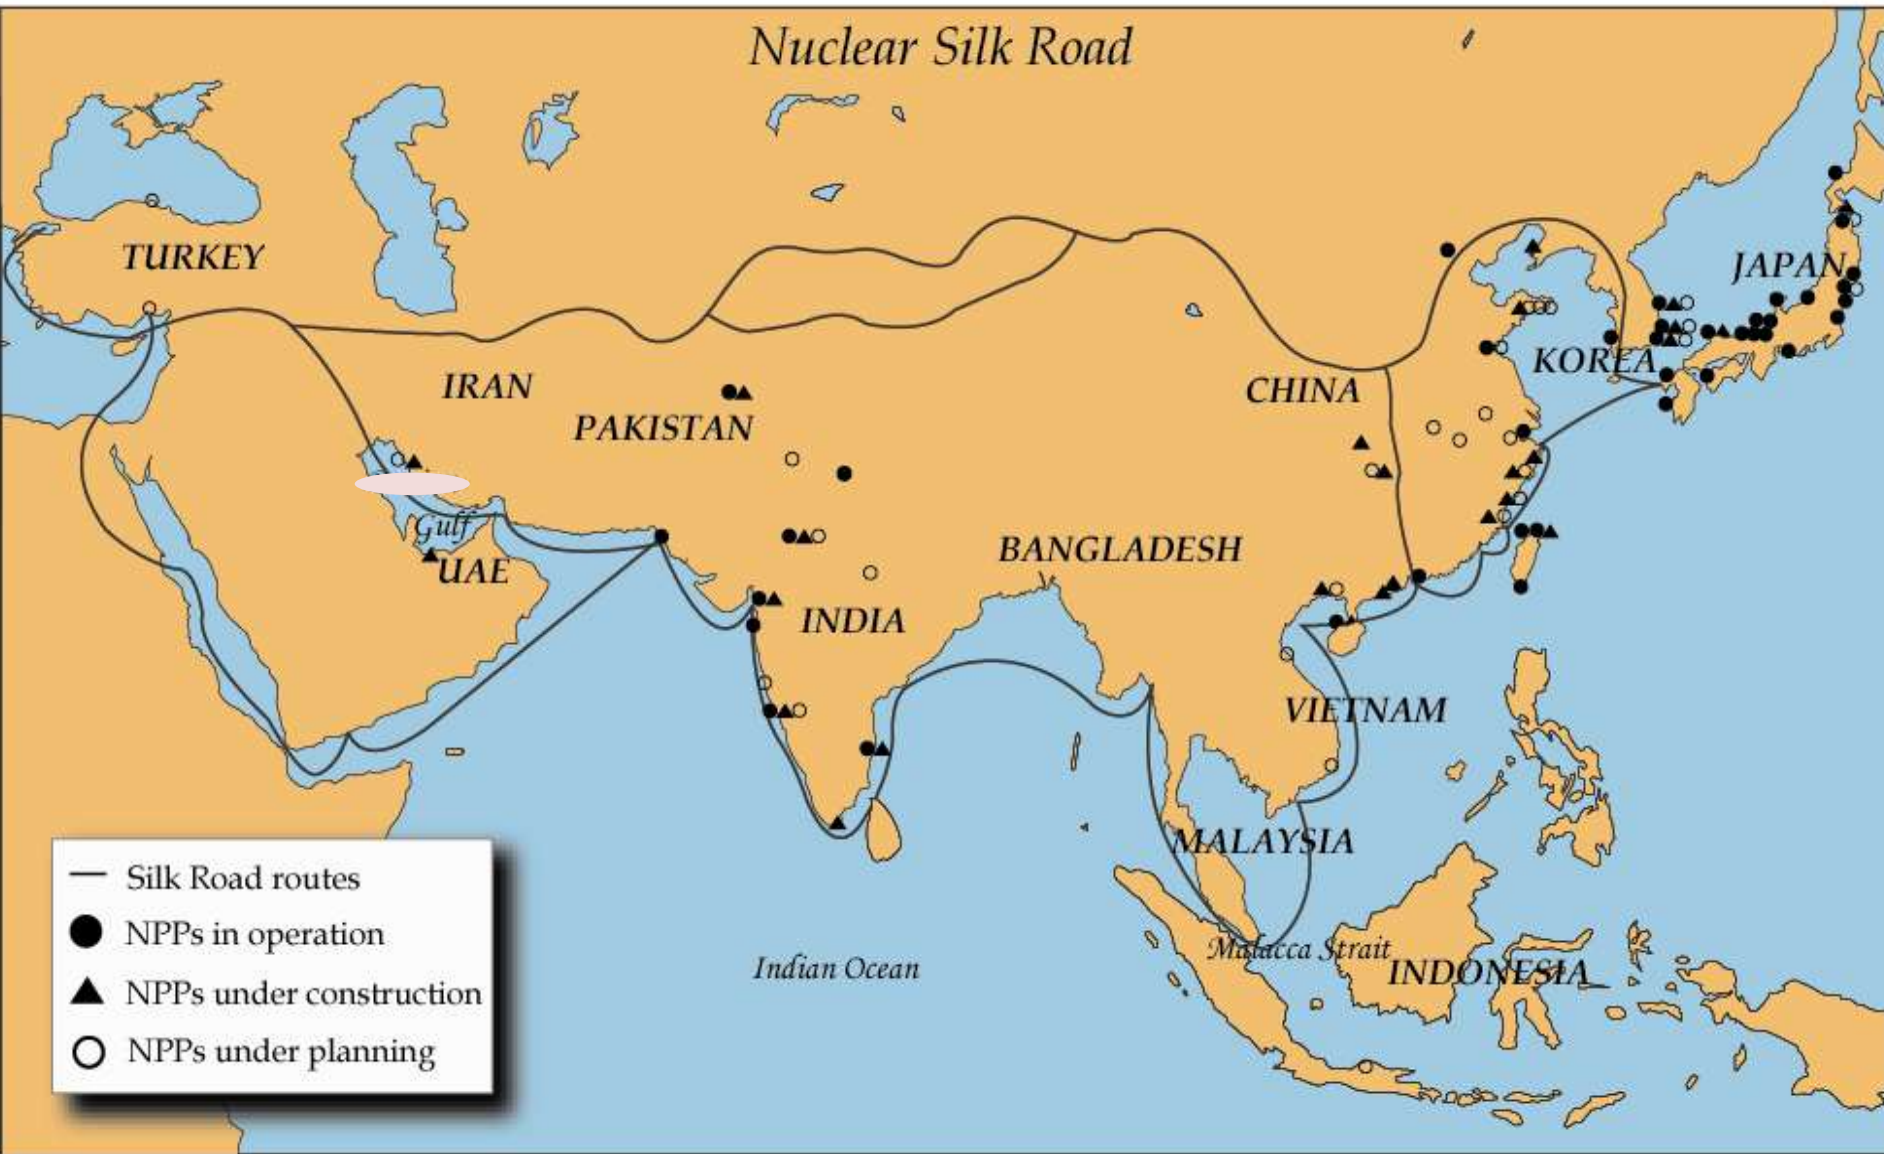 Nuclear Silk Road
TURKEY
JAPAN
IRAN
KOREA
CHINA
PAKISTAN
Gulf
UAE
BANGLADESH
INDIA
VIETNAM
MALAYSIA
Malacca Strait
INDONESIA
Indian Ocean
Silk Road routes
NPPs in operation
NPPs under construction
NPPs under planning